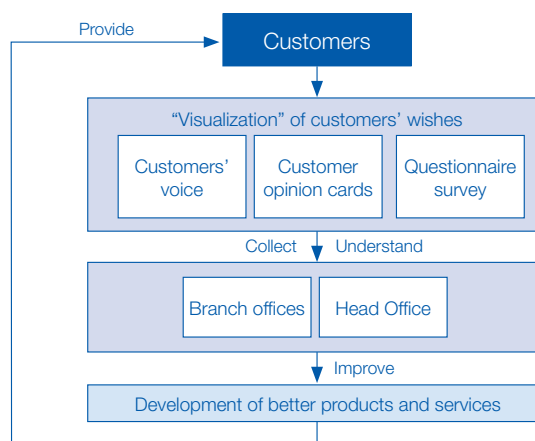 Provide
Customers
“Visualization” of customers’ wishes
Customers’
voice
Customer
opinion cards
Questionnaire
survey
Collect
Understand
Branch offices
Head Office
Improve
Development of better products and services